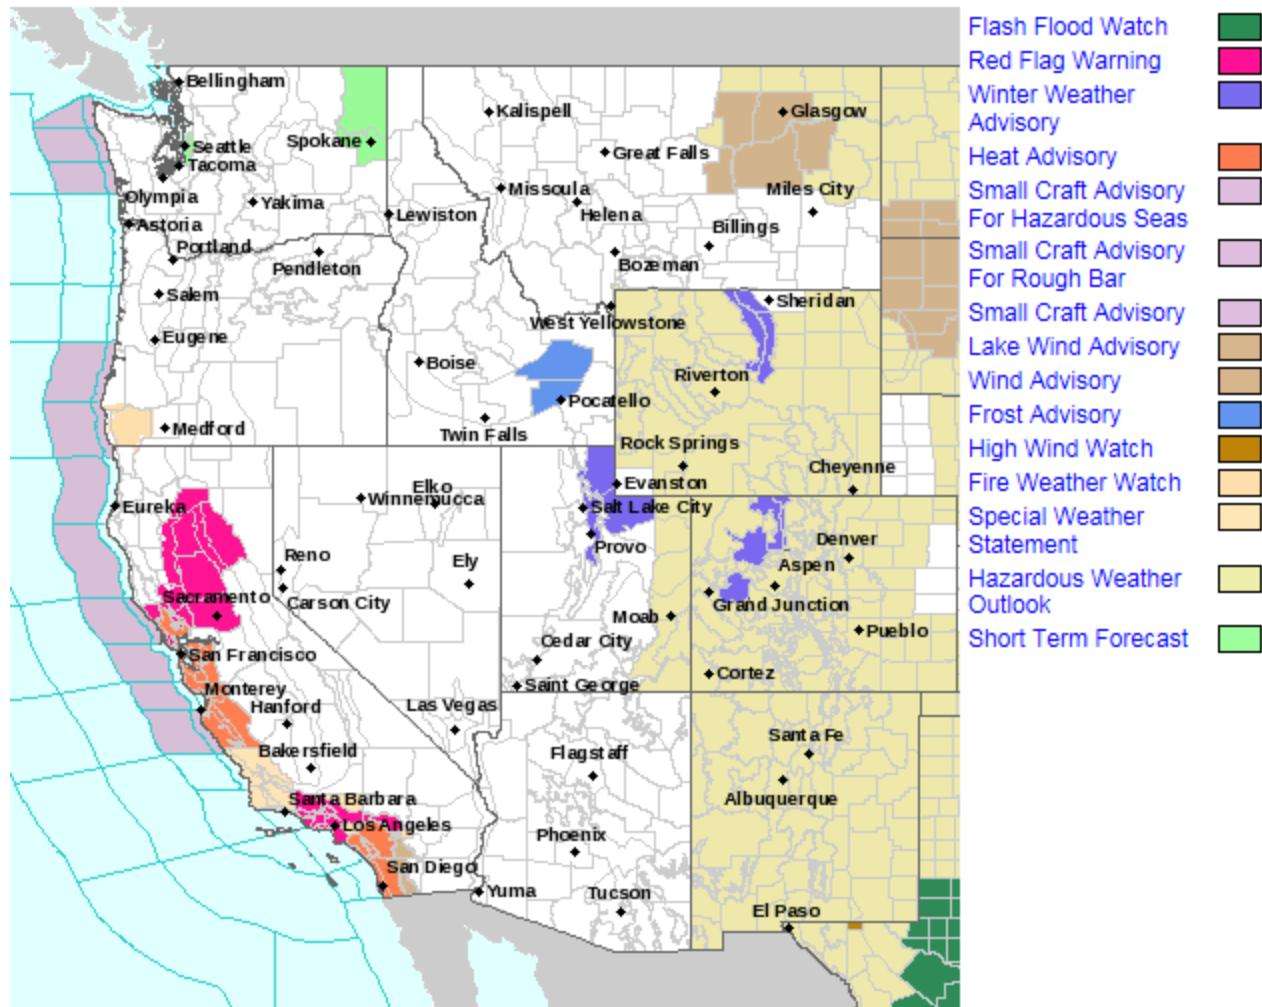 Bellingham
Seattle
Tacoma
Olympia
Spokane
Yakima
Astoria
Portland
Pendleton
Lewiston
Salem
Eugene
Medford
Kalispell
Great Falls
Missoula
Helena
Glasgow
Miles City
Billings
Bozeman
West Yellowstone
Boise
Pocatello
Twin Falls
Sheridan
Riverton
Rock Springs
Evanston
Cheyenne
Eureka
Elko
Winnemucca
Reno
Carson City
Ely
Salt Lake City
Provo
Moab
Cedar City
Saint George
Denver
Aspen
Grand Junction
Pueblo
Cortez
Sacramento
San Francisco
Monterey
Hanford
Bakersfield
Las Vegas
Santa Barbara
Los Angeles
San Diego
Flagstaff
Phoenix
Yuma
Tucson
Santa Fe
Albuquerque
El Paso
Flash Flood Watch
Red Flag Warning
Winter Weather
Advisory
Heat Advisory
Small Craft Advisory
For Hazardous Seas
Small Craft Advisory
For Rough Bar
Small Craft Advisory
Lake Wind Advisory
Wind Advisory
Frost Advisory
High Wind Watch
Fire Weather Watch
Special Weather
Statement
Hazardous Weather
Outlook
Short Term Forecast